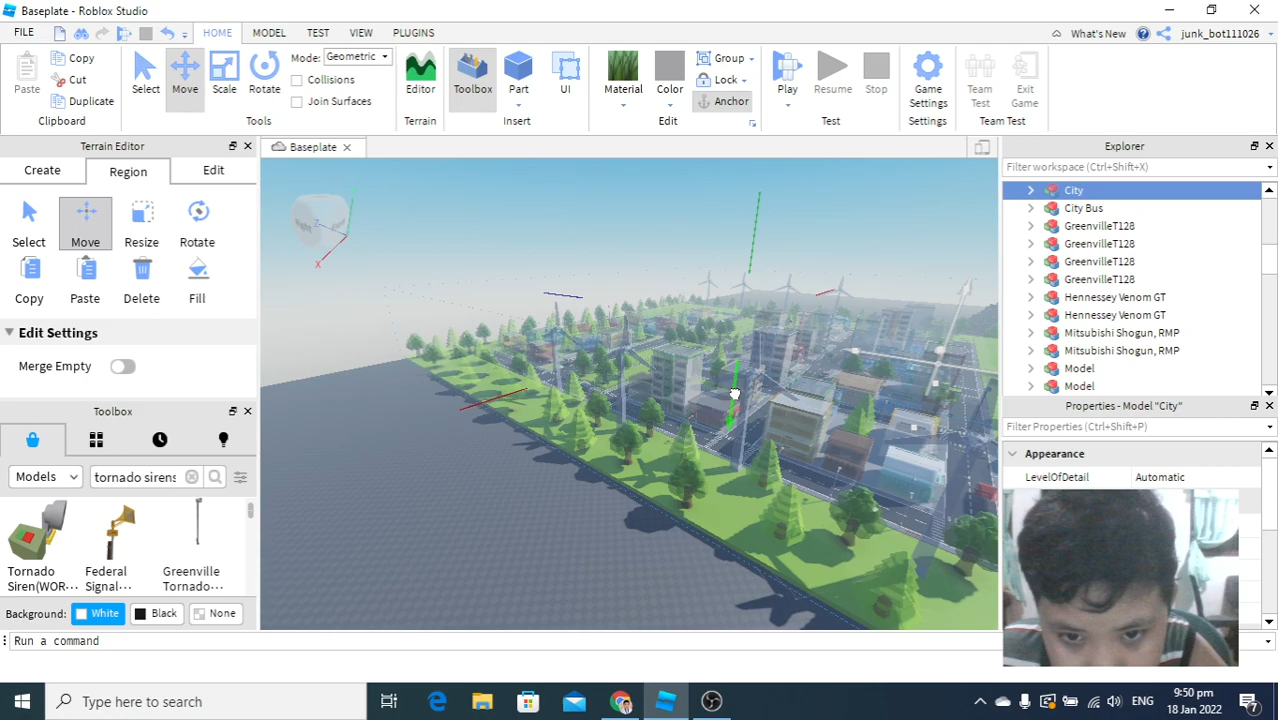 Baseplate - Roblox Studio
FILE HOME MODEL TEST VIEW PLUGINS What's New junk_bot111026
Paste Copy Cut Duplicate Clipboard
Select Move Scale Rotate Mode: Geometric Collisions Join Surfaces Tools
Editor Terrain
Toolbox Part UI Insert
Material Color Group Lock Anchor Edit
Play Resume Stop Test
Game Settings Settings
Team Test Exit Game Team Test
Terrain Editor
Create Region Edit
Select Move Resize Rotate
Copy Paste Delete Fill
Edit Settings
Merge Empty
Toolbox
Models tornado sirens
Tornado Siren(WOR... Federal Signal... Greenville Tornado...
Background: White Black None
Run a command
Baseplate
X
Z
Explorer
Filter workspace (Ctrl+Shift+X)
City
City Bus
GreenvilleT128
GreenvilleT128
GreenvilleT128
GreenvilleT128
Hennessey Venom GT
Hennessey Venom GT
Mitsubishi Shogun, RMP
Mitsubishi Shogun, RMP
Model
Model
Properties - Model "City"
Filter Properties (Ctrl+Shift+P)
Appearance
LevelOfDetail Automatic
Type here to search
ENG
9:50 pm
18 Jan 2022
7